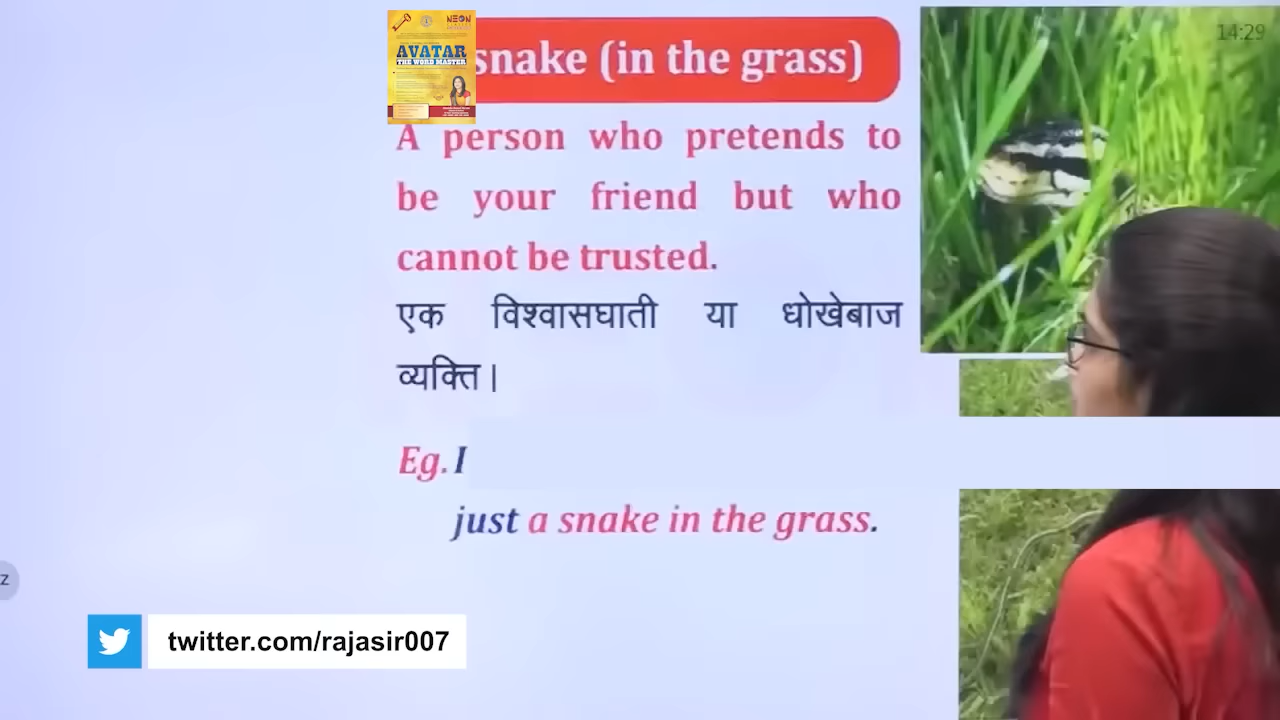 snake (in the grass)
14:29
NEON
AVATAR
THE WORD MASTER
A person who pretends to
be your friend but who
cannot be trusted.
एक विश्वासघाती या धोखेबाज
व्यक्ति।
Eg. I
just a snake in the grass.
z
twitter.com/rajasir007